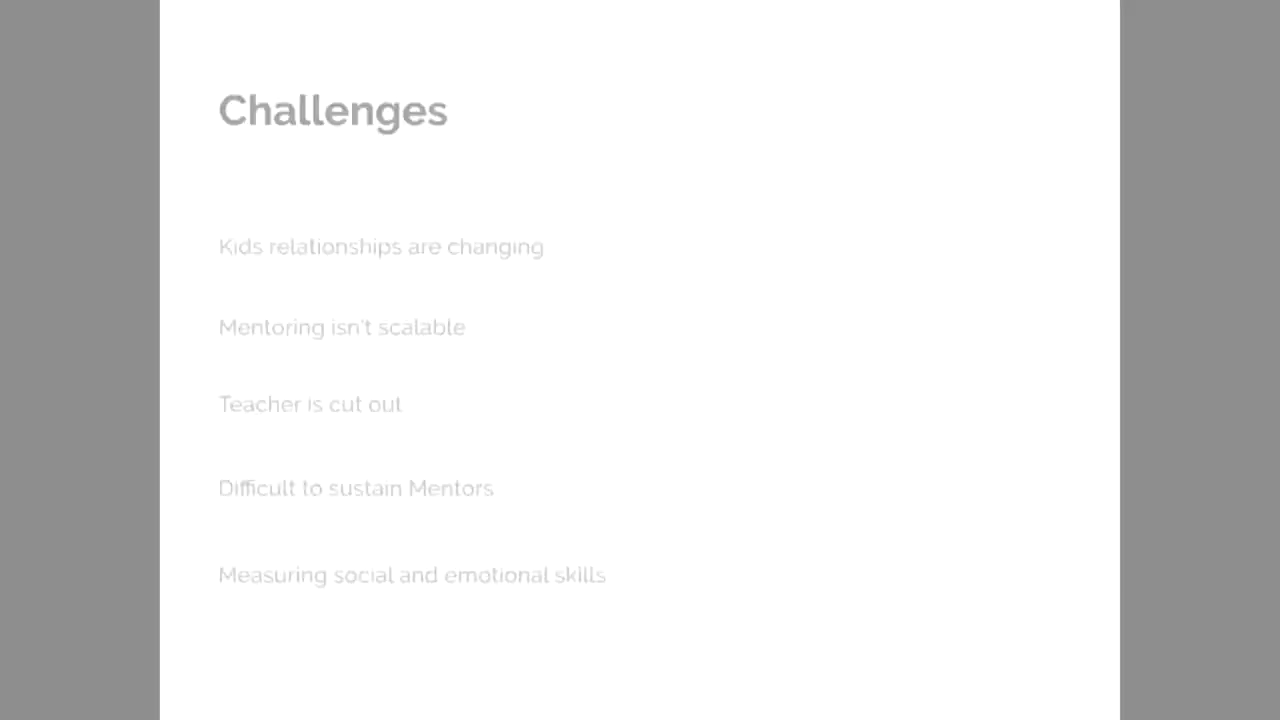 Challenges
Kids relationships are changing
Mentoring isn't scalable
Teacher is cut out
Difficult to sustain Mentors
Measuring social and emotional skills